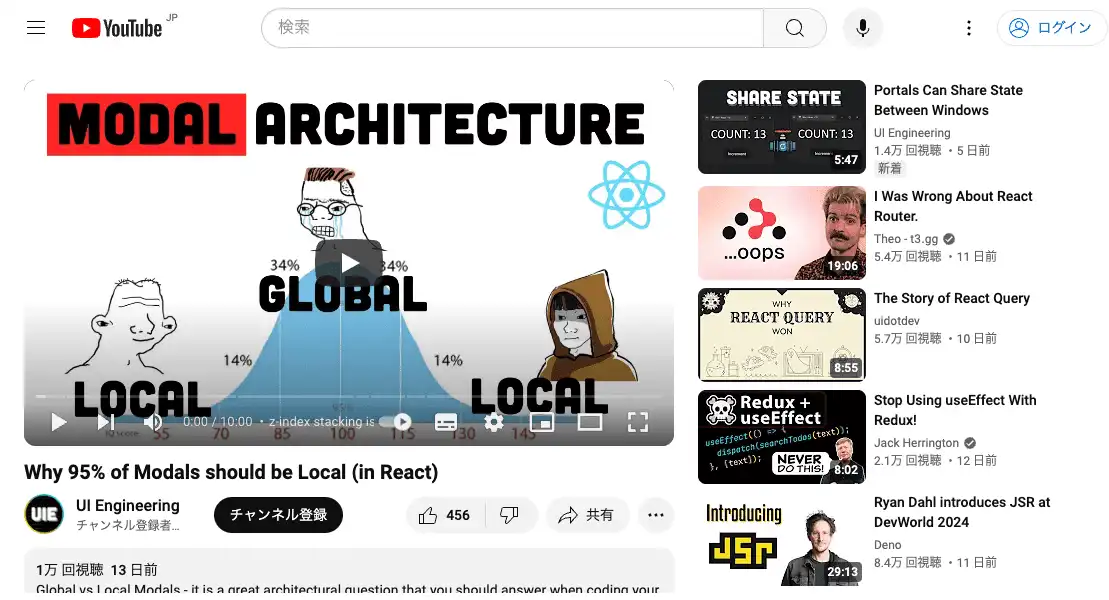 YouTube JP
検索
ログイン
MODAL ARCHITECTURE
34%
34%
GLOBAL
14%
14%
LOCAL
LOCAL
0:00 / 10:00 • z-index stacking is
55 70 85 100 115 130 145
Why 95% of Modals should be Local (in React)
UIE
UI Engineering
チャンネル登録者...
チャンネル登録
456
共有
1万 回視聴 13 日前
Global vs Local Modals - it is a great architectural question that you should answer when coding your
SHARE STATE
COUNT: 13
COUNT: 13
Increment
5:47
Portals Can Share State
Between Windows
UI Engineering
1.4万 回視聴 ・5 日前
新着
...oops
19:06
I Was Wrong About React
Router.
Theo - t3.gg
5.4万 回視聴 ・11 日前
WHY
REACT QUERY
WON
8:55
The Story of React Query
uidotdev
5.7万 回視聴 ・10 日前
Redux +
useEffect
useEffect(() => {
dispatch(searchTodos(text));
}, [text]);
NEVER
DO THIS!
8:02
Stop Using useEffect With
Redux!
Jack Herrington
2.1万 回視聴 ・12 日前
Introducing
JSR
29:13
Ryan Dahl introduces JSR at
DevWorld 2024
Deno
8.4万 回視聴 ・11 日前